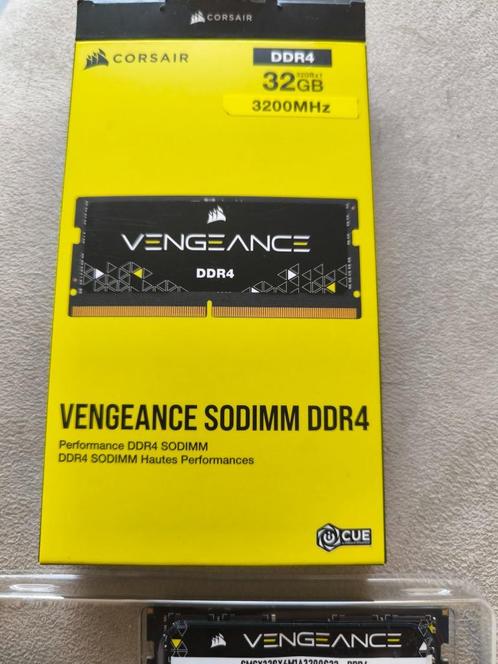 CORSAIR
CORSAIR
DDR4
32GB
32GBx1
3200MHz
VENGEANCE
DDR4
VENGEANCE SODIMM DDR4
Performance DDR4 SODIMM
DDR4 SODIMM Hautes Performances
CUE
VENGEANCE